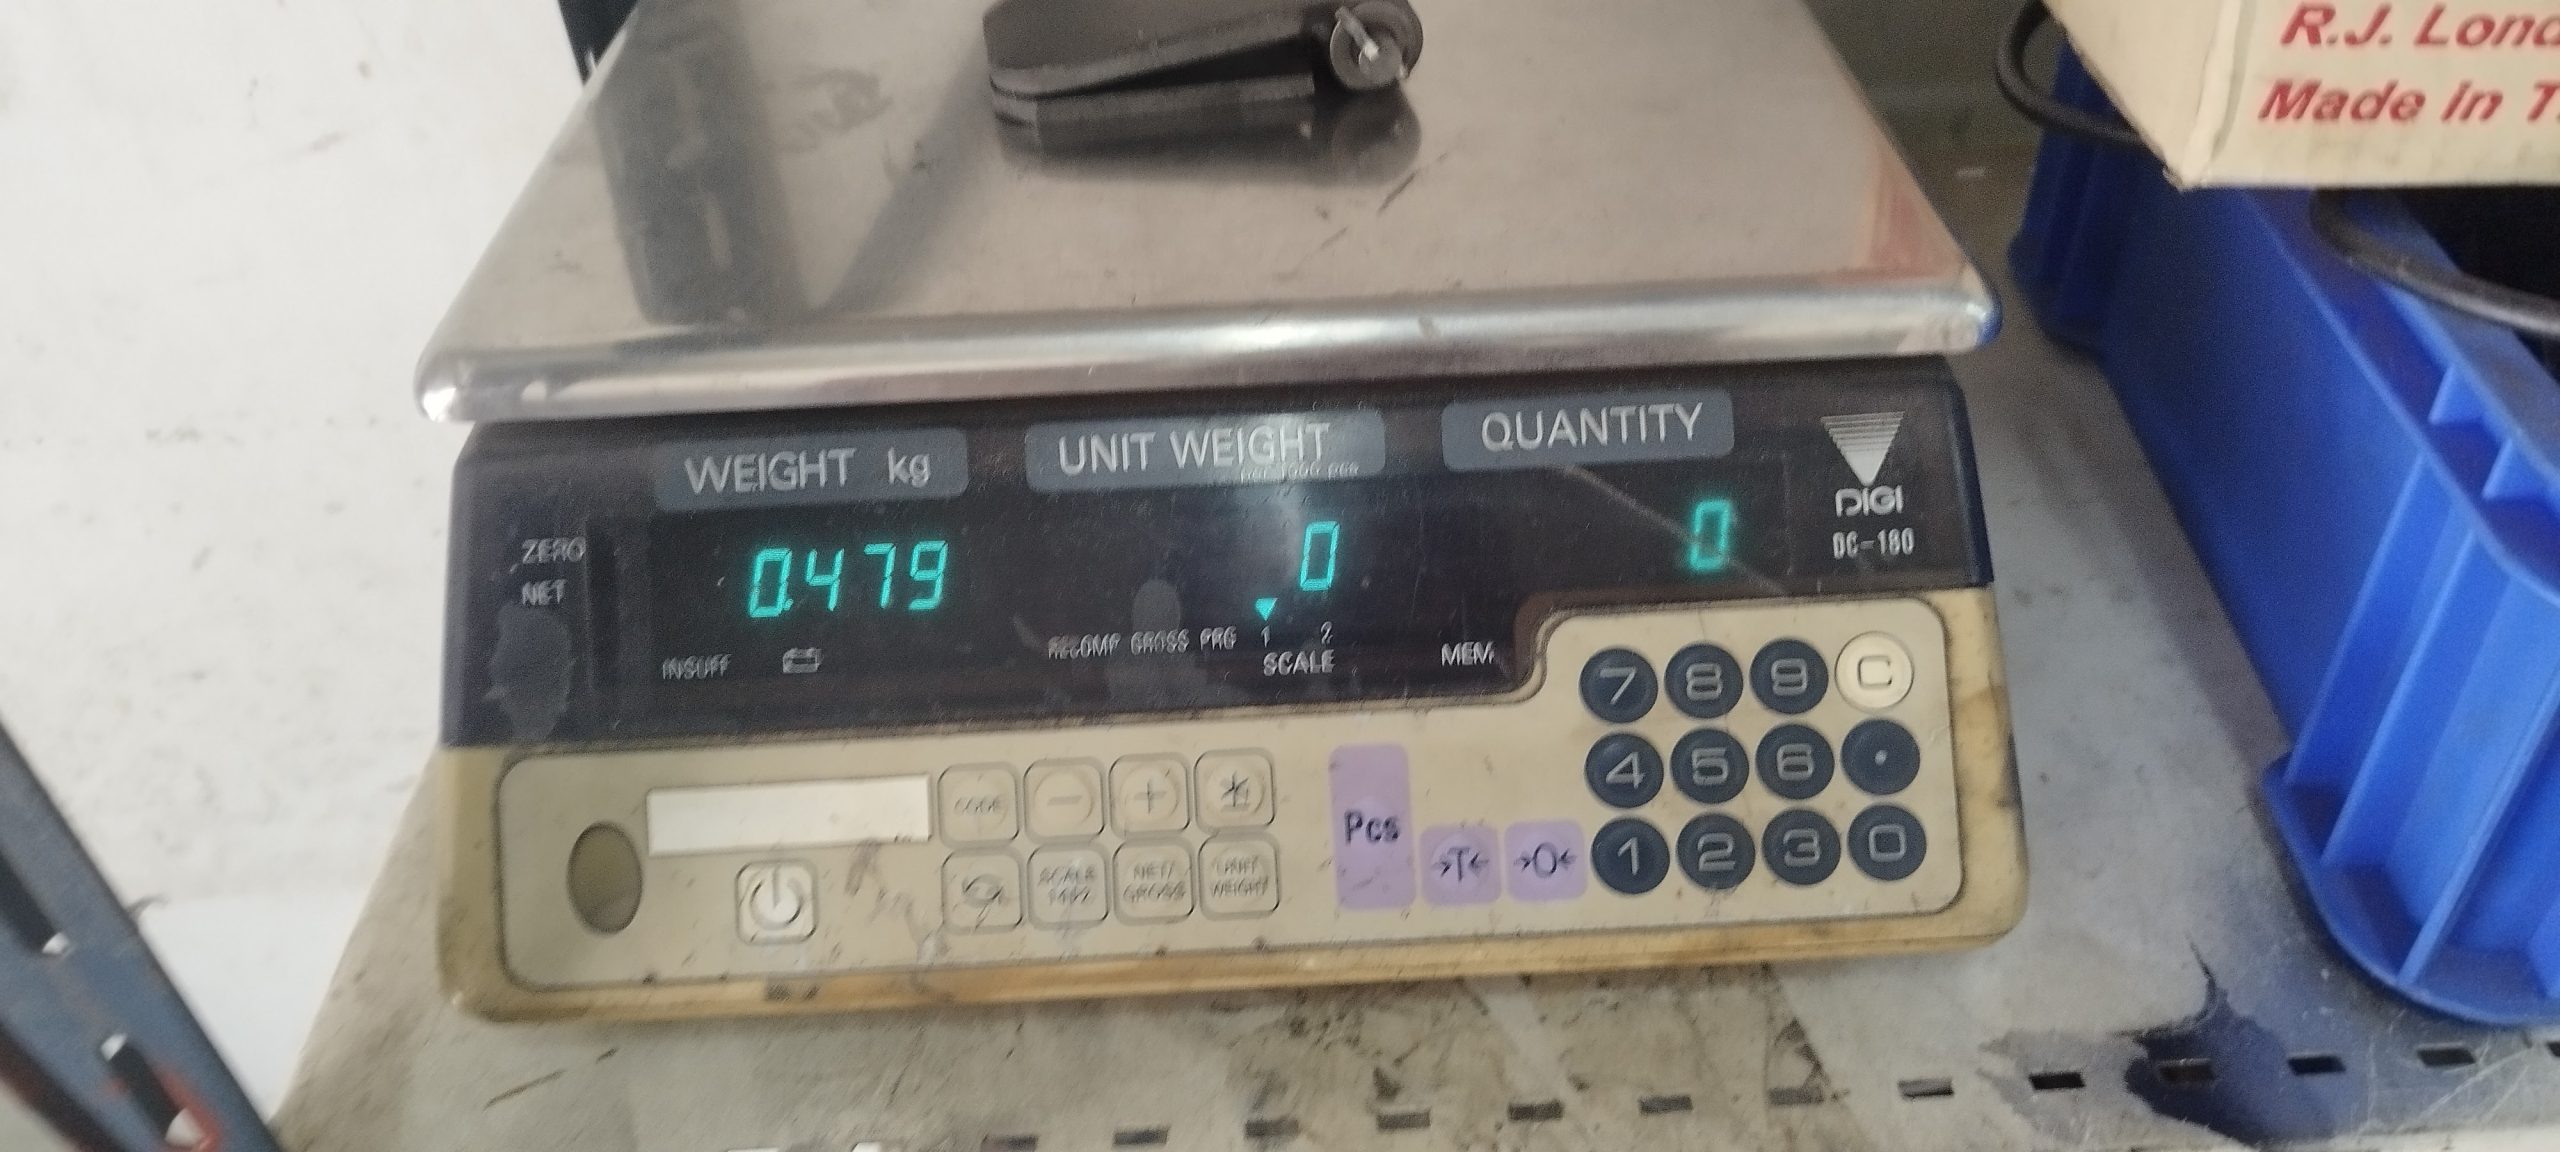 R.J. Lond
Made in T
WEIGHT kg
UNIT WEIGHT
QUANTITY
DIGI
DC-180
ZERO
NET
0.479
0
0
INSUFF
RECOMP GROSS PRG 1 2
SCALE
MEM
7 8 9 C
4 5 6 .
1 2 3 0
CODE - + *
SCALE
1↔2
NET/
GROSS
UNIT
WEIGHT
Pcs
→T←
→0←